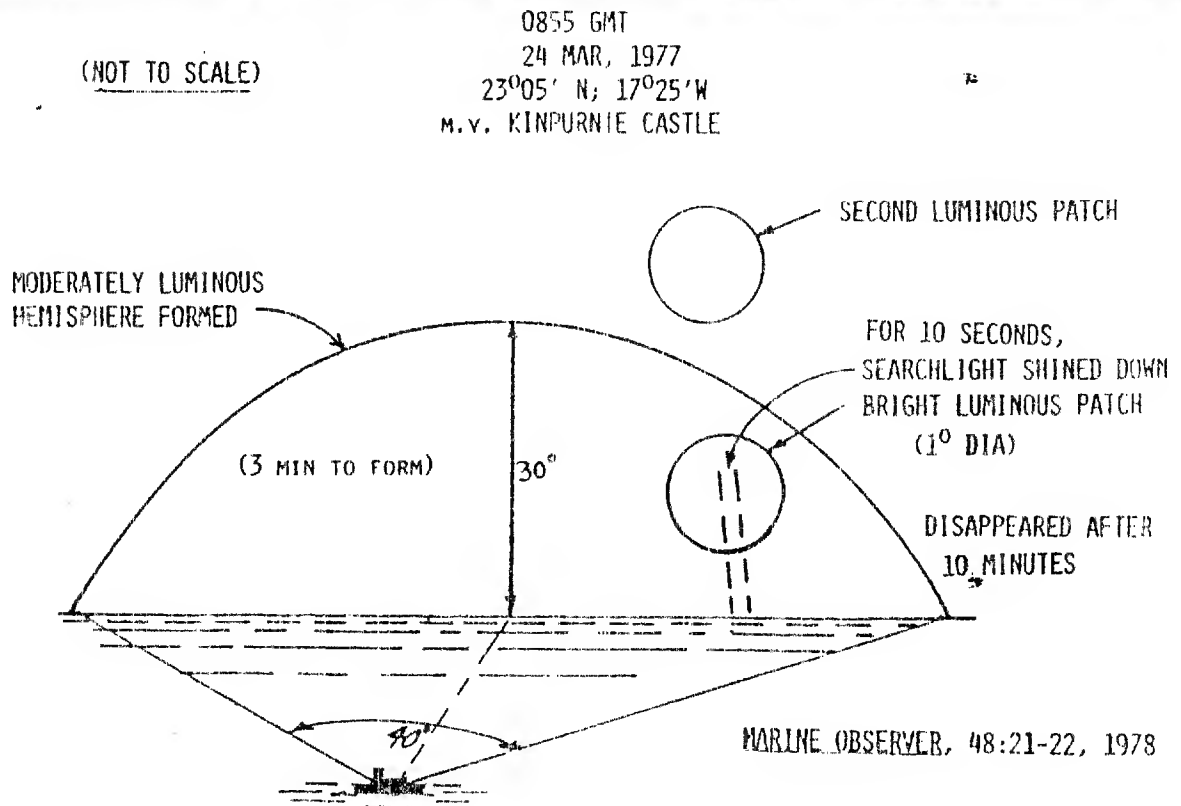 0855 GMT
24 MAR, 1977
(NOT TO SCALE)
23°05' N; 17°25'W
M.V. KINPURNIE CASTLE
SECOND LUMINOUS PATCH
MODERATELY LUMINOUS
HEMISPHERE FORMED
FOR 10 SECONDS,
SEARCHLIGHT SHINED DOWN
BRIGHT LUMINOUS PATCH
(1° DIA)
(3 MIN TO FORM)
30°
DISAPPEARED AFTER
10 MINUTES
40°
MARINE OBSERVER, 48:21-22, 1978